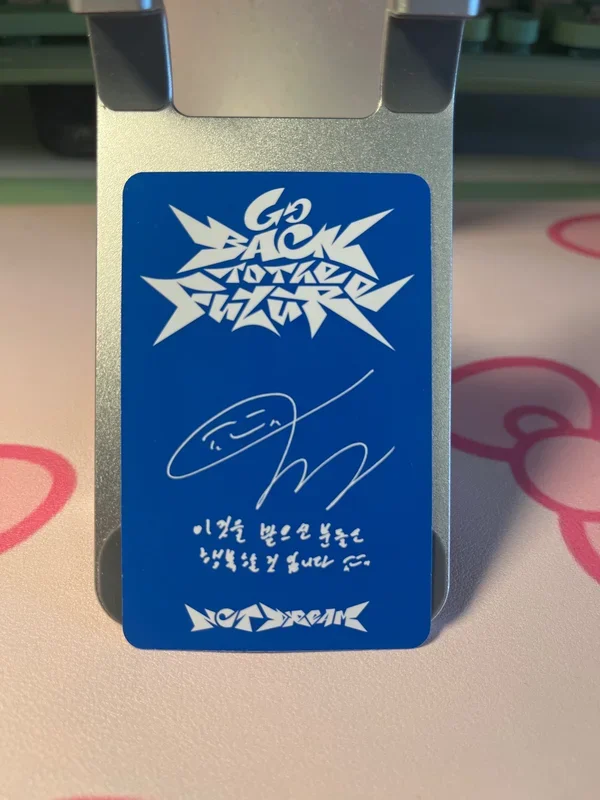 Go
BACK
TO THE
FUTURE
이것을 받으신 분들은
행복할 것 입니다
NCT DREAM